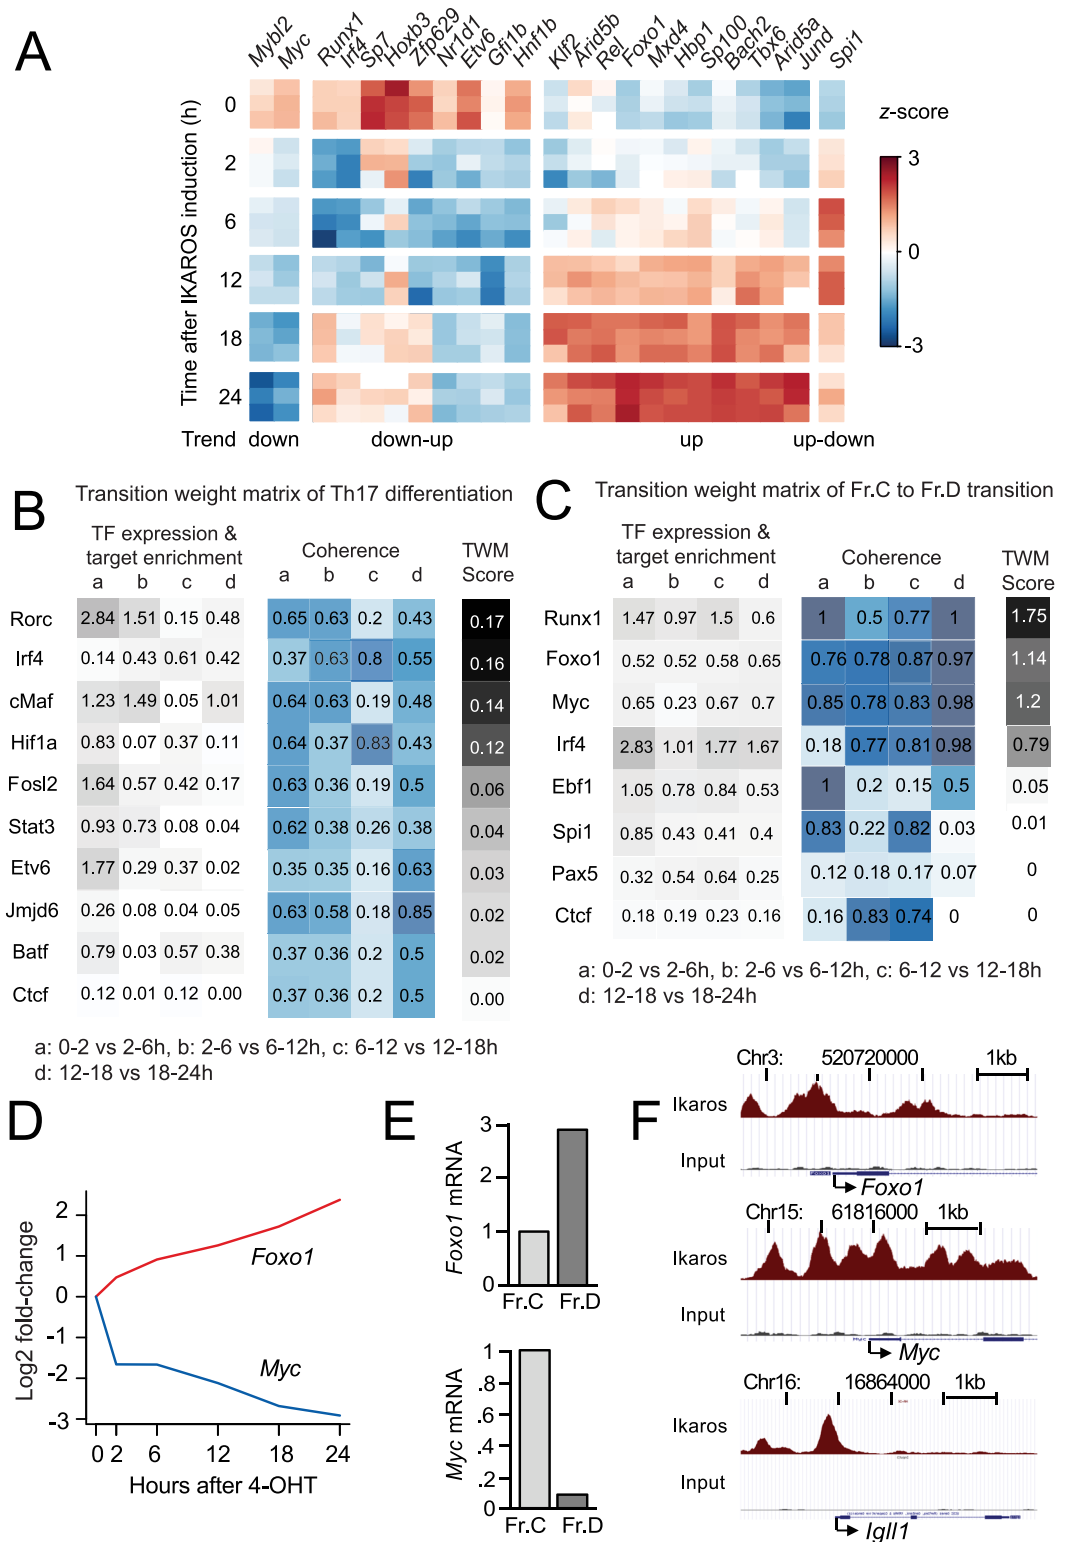 A
Mybl2 Myc Runx1 Irf4 Sp7 Hoxb3 Zfp629 Nr1d1 Etv6 Gfi1b Hnf1b Klf2 Arid5b Rel Foxo1 Mxd4 Hbp1 Sp100 Bach2 Tbx6 Arid5a Jund Spi1
Time after IKAROS induction (h)
0
2
6
12
18
24
z-score
3
0
-3
Trend down down-up up up-down
B
Transition weight matrix of Th17 differentiation
TF expression &
target enrichment
Coherence
TWM
Score
a b c d a b c d
Rorc 2.84 1.51 0.15 0.48 0.65 0.63 0.2 0.43 0.17
Irf4 0.14 0.43 0.61 0.42 0.37 0.63 0.8 0.55 0.16
cMaf 1.23 1.49 0.05 1.01 0.64 0.63 0.19 0.48 0.14
Hif1a 0.83 0.07 0.37 0.11 0.64 0.37 0.83 0.43 0.12
Fosl2 1.64 0.57 0.42 0.17 0.63 0.36 0.19 0.5 0.06
Stat3 0.93 0.73 0.08 0.04 0.62 0.38 0.26 0.38 0.04
Etv6 1.77 0.29 0.37 0.02 0.35 0.35 0.16 0.63 0.03
Jmjd6 0.26 0.08 0.04 0.05 0.63 0.58 0.18 0.85 0.02
Batf 0.79 0.03 0.57 0.38 0.37 0.36 0.2 0.5 0.02
Ctcf 0.12 0.01 0.12 0.00 0.37 0.36 0.2 0.5 0.00
a: 0-2 vs 2-6h, b: 2-6 vs 6-12h, c: 6-12 vs 12-18h
d: 12-18 vs 18-24h
C
Transition weight matrix of Fr.C to Fr.D transition
TF expression &
target enrichment
Coherence
TWM
Score
a b c d a b c d
Runx1 1.47 0.97 1.5 0.6 1 0.5 0.77 1 1.75
Foxo1 0.52 0.52 0.58 0.65 0.76 0.78 0.87 0.97 1.14
Myc 0.65 0.23 0.67 0.7 0.85 0.78 0.83 0.98 1.2
Irf4 2.83 1.01 1.77 1.67 0.18 0.77 0.81 0.98 0.79
Ebf1 1.05 0.78 0.84 0.53 1 0.2 0.15 0.5 0.05
Spi1 0.85 0.43 0.41 0.4 0.83 0.22 0.82 0.03 0.01
Pax5 0.32 0.54 0.64 0.25 0.12 0.18 0.17 0.07 0
Ctcf 0.18 0.19 0.23 0.16 0.16 0.83 0.74 0 0
a: 0-2 vs 2-6h, b: 2-6 vs 6-12h, c: 6-12 vs 12-18h
d: 12-18 vs 18-24h
D
Log2 fold-change
2
1
0
-1
-2
-3
Foxo1
Myc
0 2 6 12 18 24
Hours after 4-OHT
E
Foxo1 mRNA
3
2
1
0
Fr.C Fr.D
Myc mRNA
1
.8
.6
.4
.2
0
Fr.C Fr.D
F
Chr3: 520720000 1kb
Ikaros
Input
Foxo1
Chr15: 61816000 1kb
Ikaros
Input
Myc
Chr16: 16864000 1kb
Ikaros
Input
Igll1